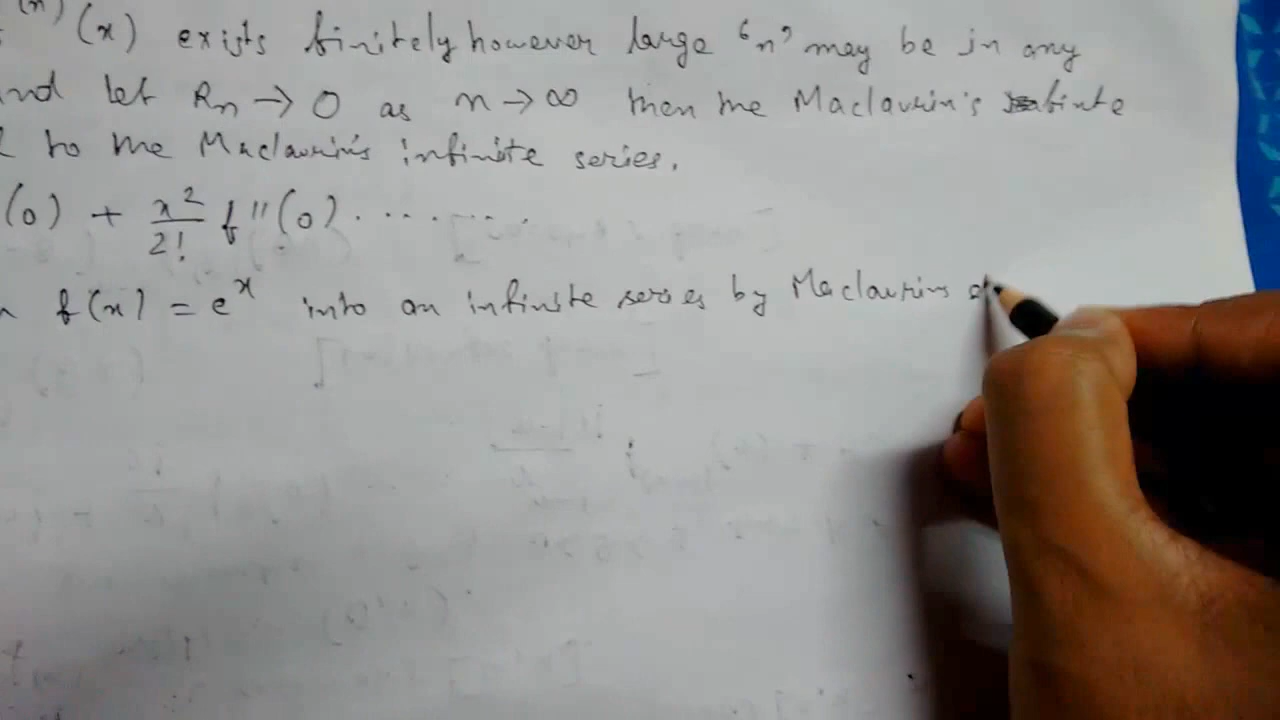 (n) (x) exists finitely however large 'n' may be in any
and let Rn → 0 as n → ∞ then the Maclaurin's finite
to the Maclaurin's infinite series.
(0) + x²/2! f''(0) . . . . . . . .
f(x) = e^x into an infinite series by Maclaurins